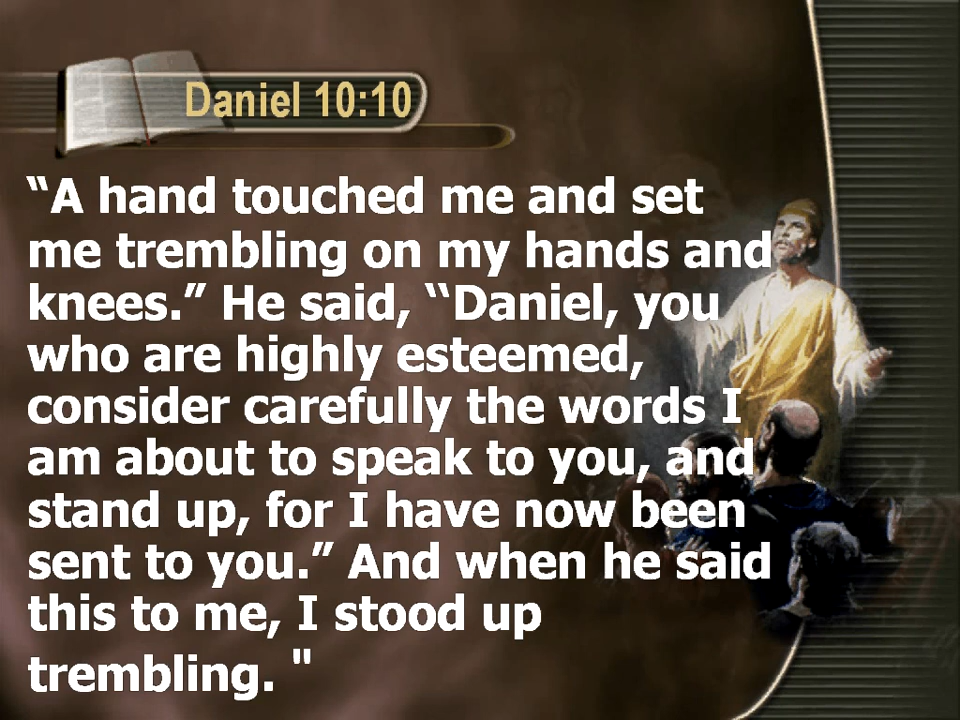 Daniel 10:10
“A hand touched me and set
me trembling on my hands and
knees.” He said, “Daniel, you
who are highly esteemed,
consider carefully the words I
am about to speak to you, and
stand up, for I have now been
sent to you.” And when he said
this to me, I stood up
trembling. "